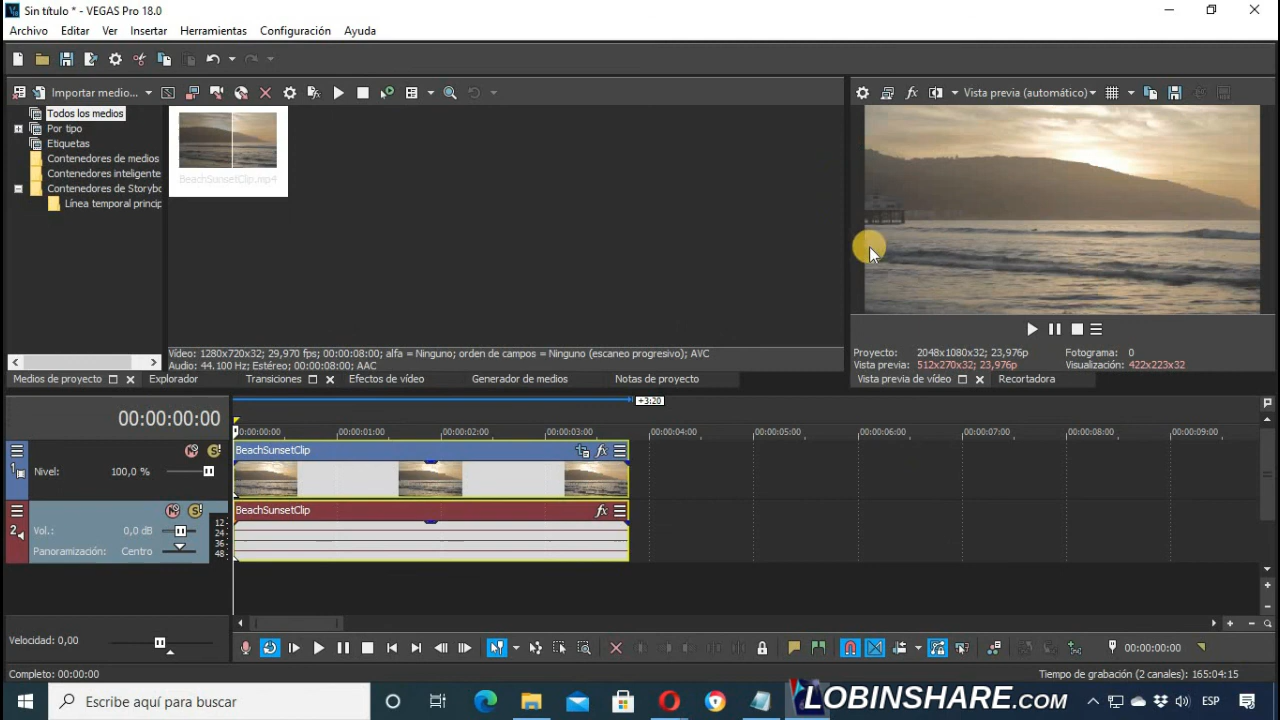 Sin título * - VEGAS Pro 18.0
Archivo Editar Ver Insertar Herramientas Configuración Ayuda
Importar medio...
Vista previa (automático)
Todos los medios
Por tipo
Etiquetas
Contenedores de medios
Contenedores inteligente
Contenedores de Storybo
Línea temporal princip
BeachSunsetClip.mp4
Vídeo: 1280x720x32; 29,970 fps; 00:00:08:00; alfa = Ninguno; orden de campos = Ninguno (escaneo progresivo); AVC
Audio: 44.100 Hz; Estéreo; 00:00:08:00; AAC
Proyecto: 2048x1080x32; 23,976p Fotograma: 0
Vista previa: 512x270x32; 23,976p Visualización: 422x223x32
Medios de proyecto Explorador Transiciones Efectos de vídeo Generador de medios Notas de proyecto
Vista previa de vídeo Recortadora
+3:20
00:00:00:00
0:00:00:00 00:00:01:00 00:00:02:00 00:00:03:00 00:00:04:00 00:00:05:00 00:00:06:00 00:00:07:00 00:00:08:00 00:00:09:00
1
BeachSunsetClip fx
Nivel: 100,0 %
2
BeachSunsetClip fx
Vol.: 0,0 dB
Panoramización: Centro
12-
24-
36-
48-
Velocidad: 0,00
00:00:00:00
Completo: 00:00:00
Tiempo de grabación (2 canales): 165:04:15
Escribe aquí para buscar
LOBINSHARE.COM
ESP